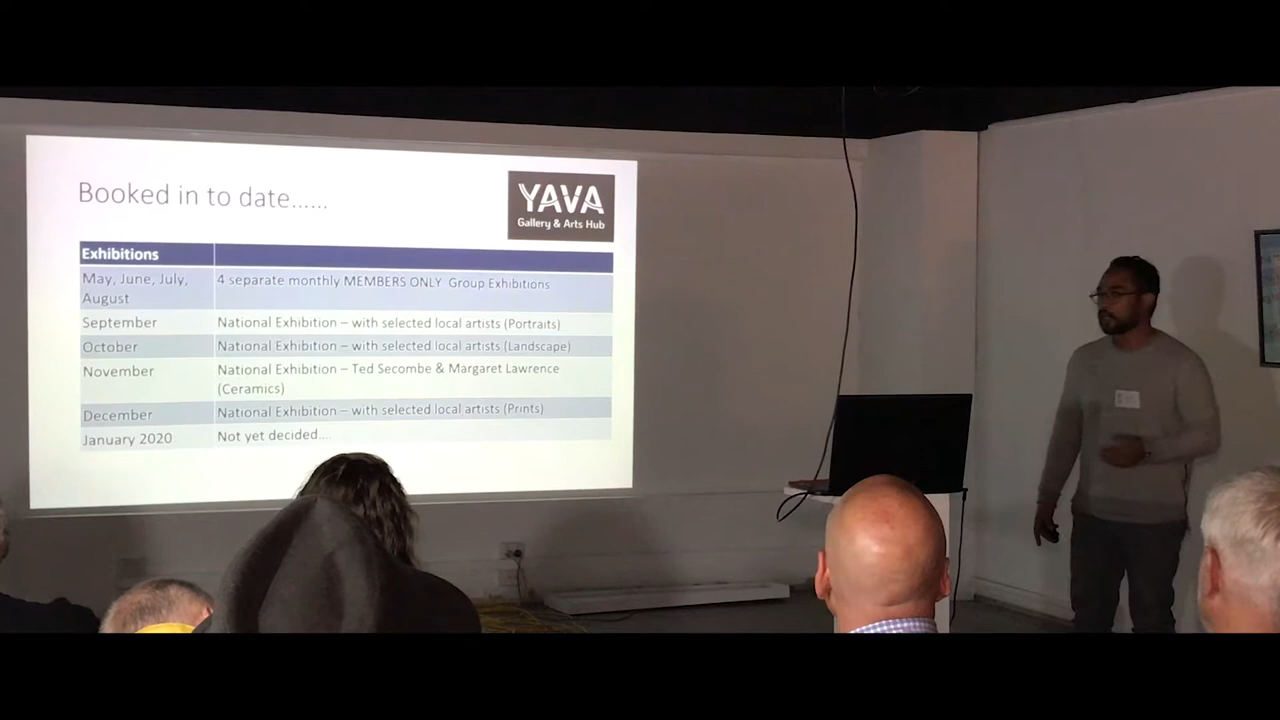 Booked in to date......
YAVA
Gallery & Arts Hub
Exhibitions
May, June, July,
August
4 separate monthly MEMBERS ONLY Group Exhibitions
September
National Exhibition – with selected local artists (Portraits)
October
National Exhibition – with selected local artists (Landscape)
November
National Exhibition – Ted Secombe & Margaret Lawrence
(Ceramics)
December
National Exhibition – with selected local artists (Prints)
January 2020
Not yet decided....